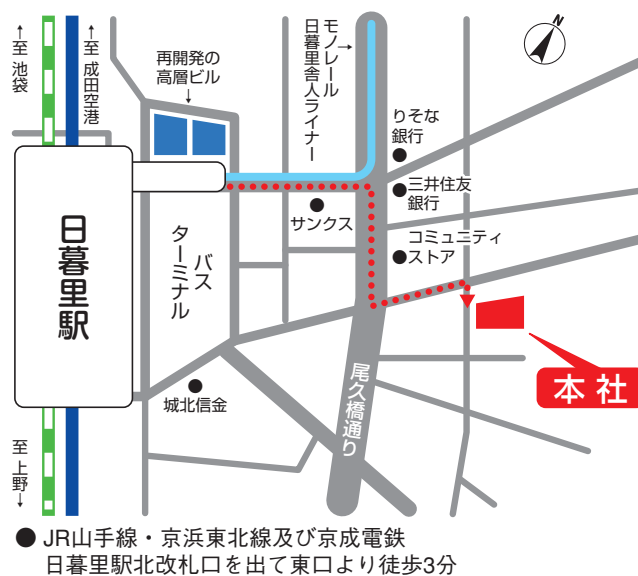 ←至 池袋
←至 成田空港
再開発の
高層ビル
↓
モノレール→
日暮里舎人ライナー
N
りそな
銀行
三井住友
銀行
サンクス
コミュニティ
ストア
日暮里駅
バス
ターミナル
城北信金
尾久橋通り
本社
至 上野→
● JR山手線・京浜東北線及び京成電鉄
日暮里駅北改札口を出て東口より徒歩3分